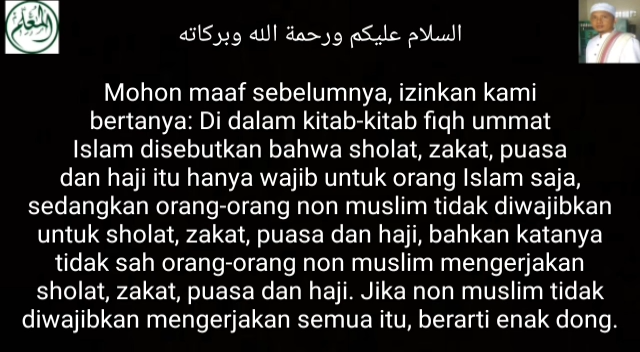 السلام عليكم ورحمة الله وبركاته
Mohon maaf sebelumnya, izinkan kami
bertanya: Di dalam kitab-kitab fiqh ummat
Islam disebutkan bahwa sholat, zakat, puasa
dan haji itu hanya wajib untuk orang Islam saja,
sedangkan orang-orang non muslim tidak diwajibkan
untuk sholat, zakat, puasa dan haji, bahkan katanya
tidak sah orang-orang non muslim mengerjakan
sholat, zakat, puasa dan haji. Jika non muslim tidak
diwajibkan mengerjakan semua itu, berarti enak dong.